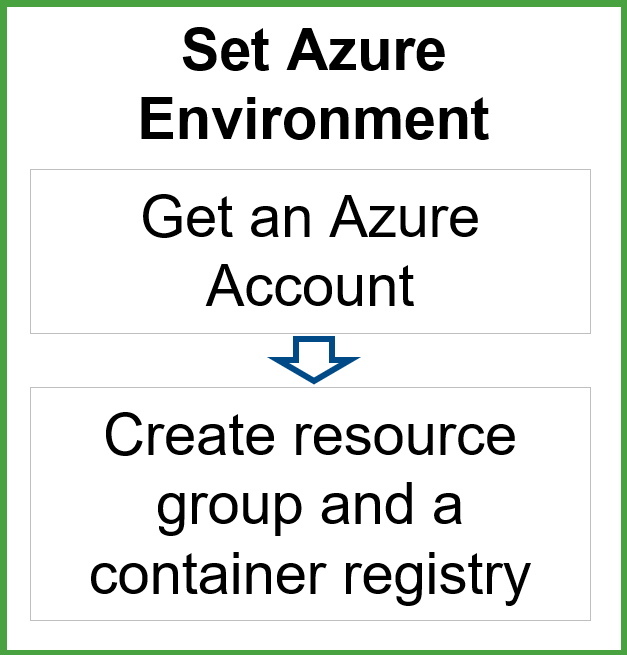 Set Azure
Environment
Get an Azure
Account
Create resource
group and a
container registry